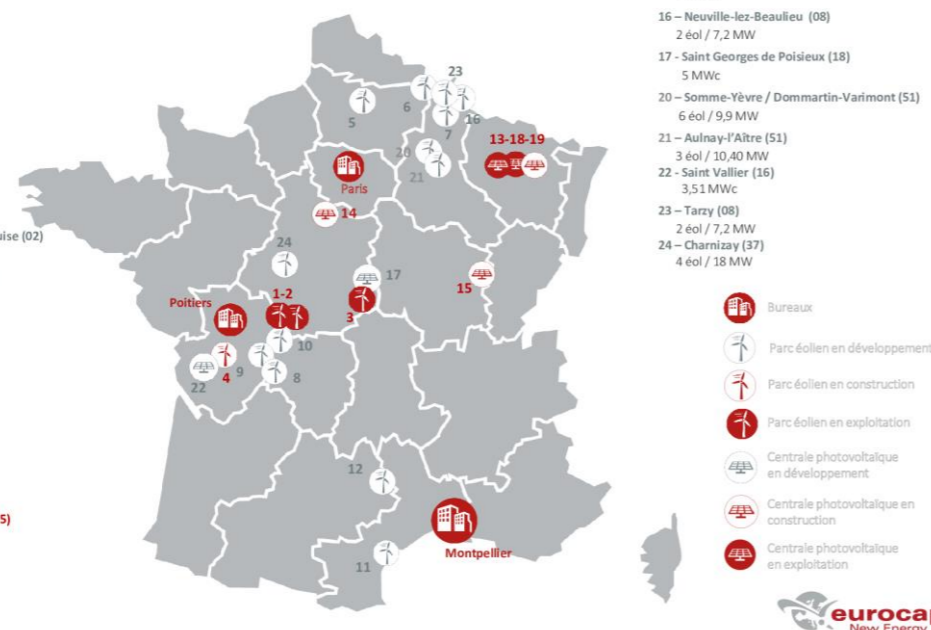 16 – Neuville-lez-Beaulieu (08)
2 éol / 7,2 MW
17 - Saint Georges de Poisieux (18)
5 MWc
20 – Somme-Yèvre / Dommartin-Varimont (51)
6 éol / 9,9 MW
21 – Aulnay-l'Aître (51)
3 éol / 10,40 MW
22 - Saint Vallier (16)
3,51 MWc
23 – Tarzy (08)
2 éol / 7,2 MW
24 – Charnizay (37)
4 éol / 18 MW
23
6
5
16
7
13-18-19
20
21
Paris
14
24
17
15
Poitiers
1-2
3
10
4
9
22
8
12
11
Montpellier
uise (02)
5)
Bureaux
Parc éolien en développement
Parc éolien en construction
Parc éolien en exploitation
Centrale photovoltaïque
en développement
Centrale photovoltaïque en
construction
Centrale photovoltaïque
en exploitation
euroca
New Energy